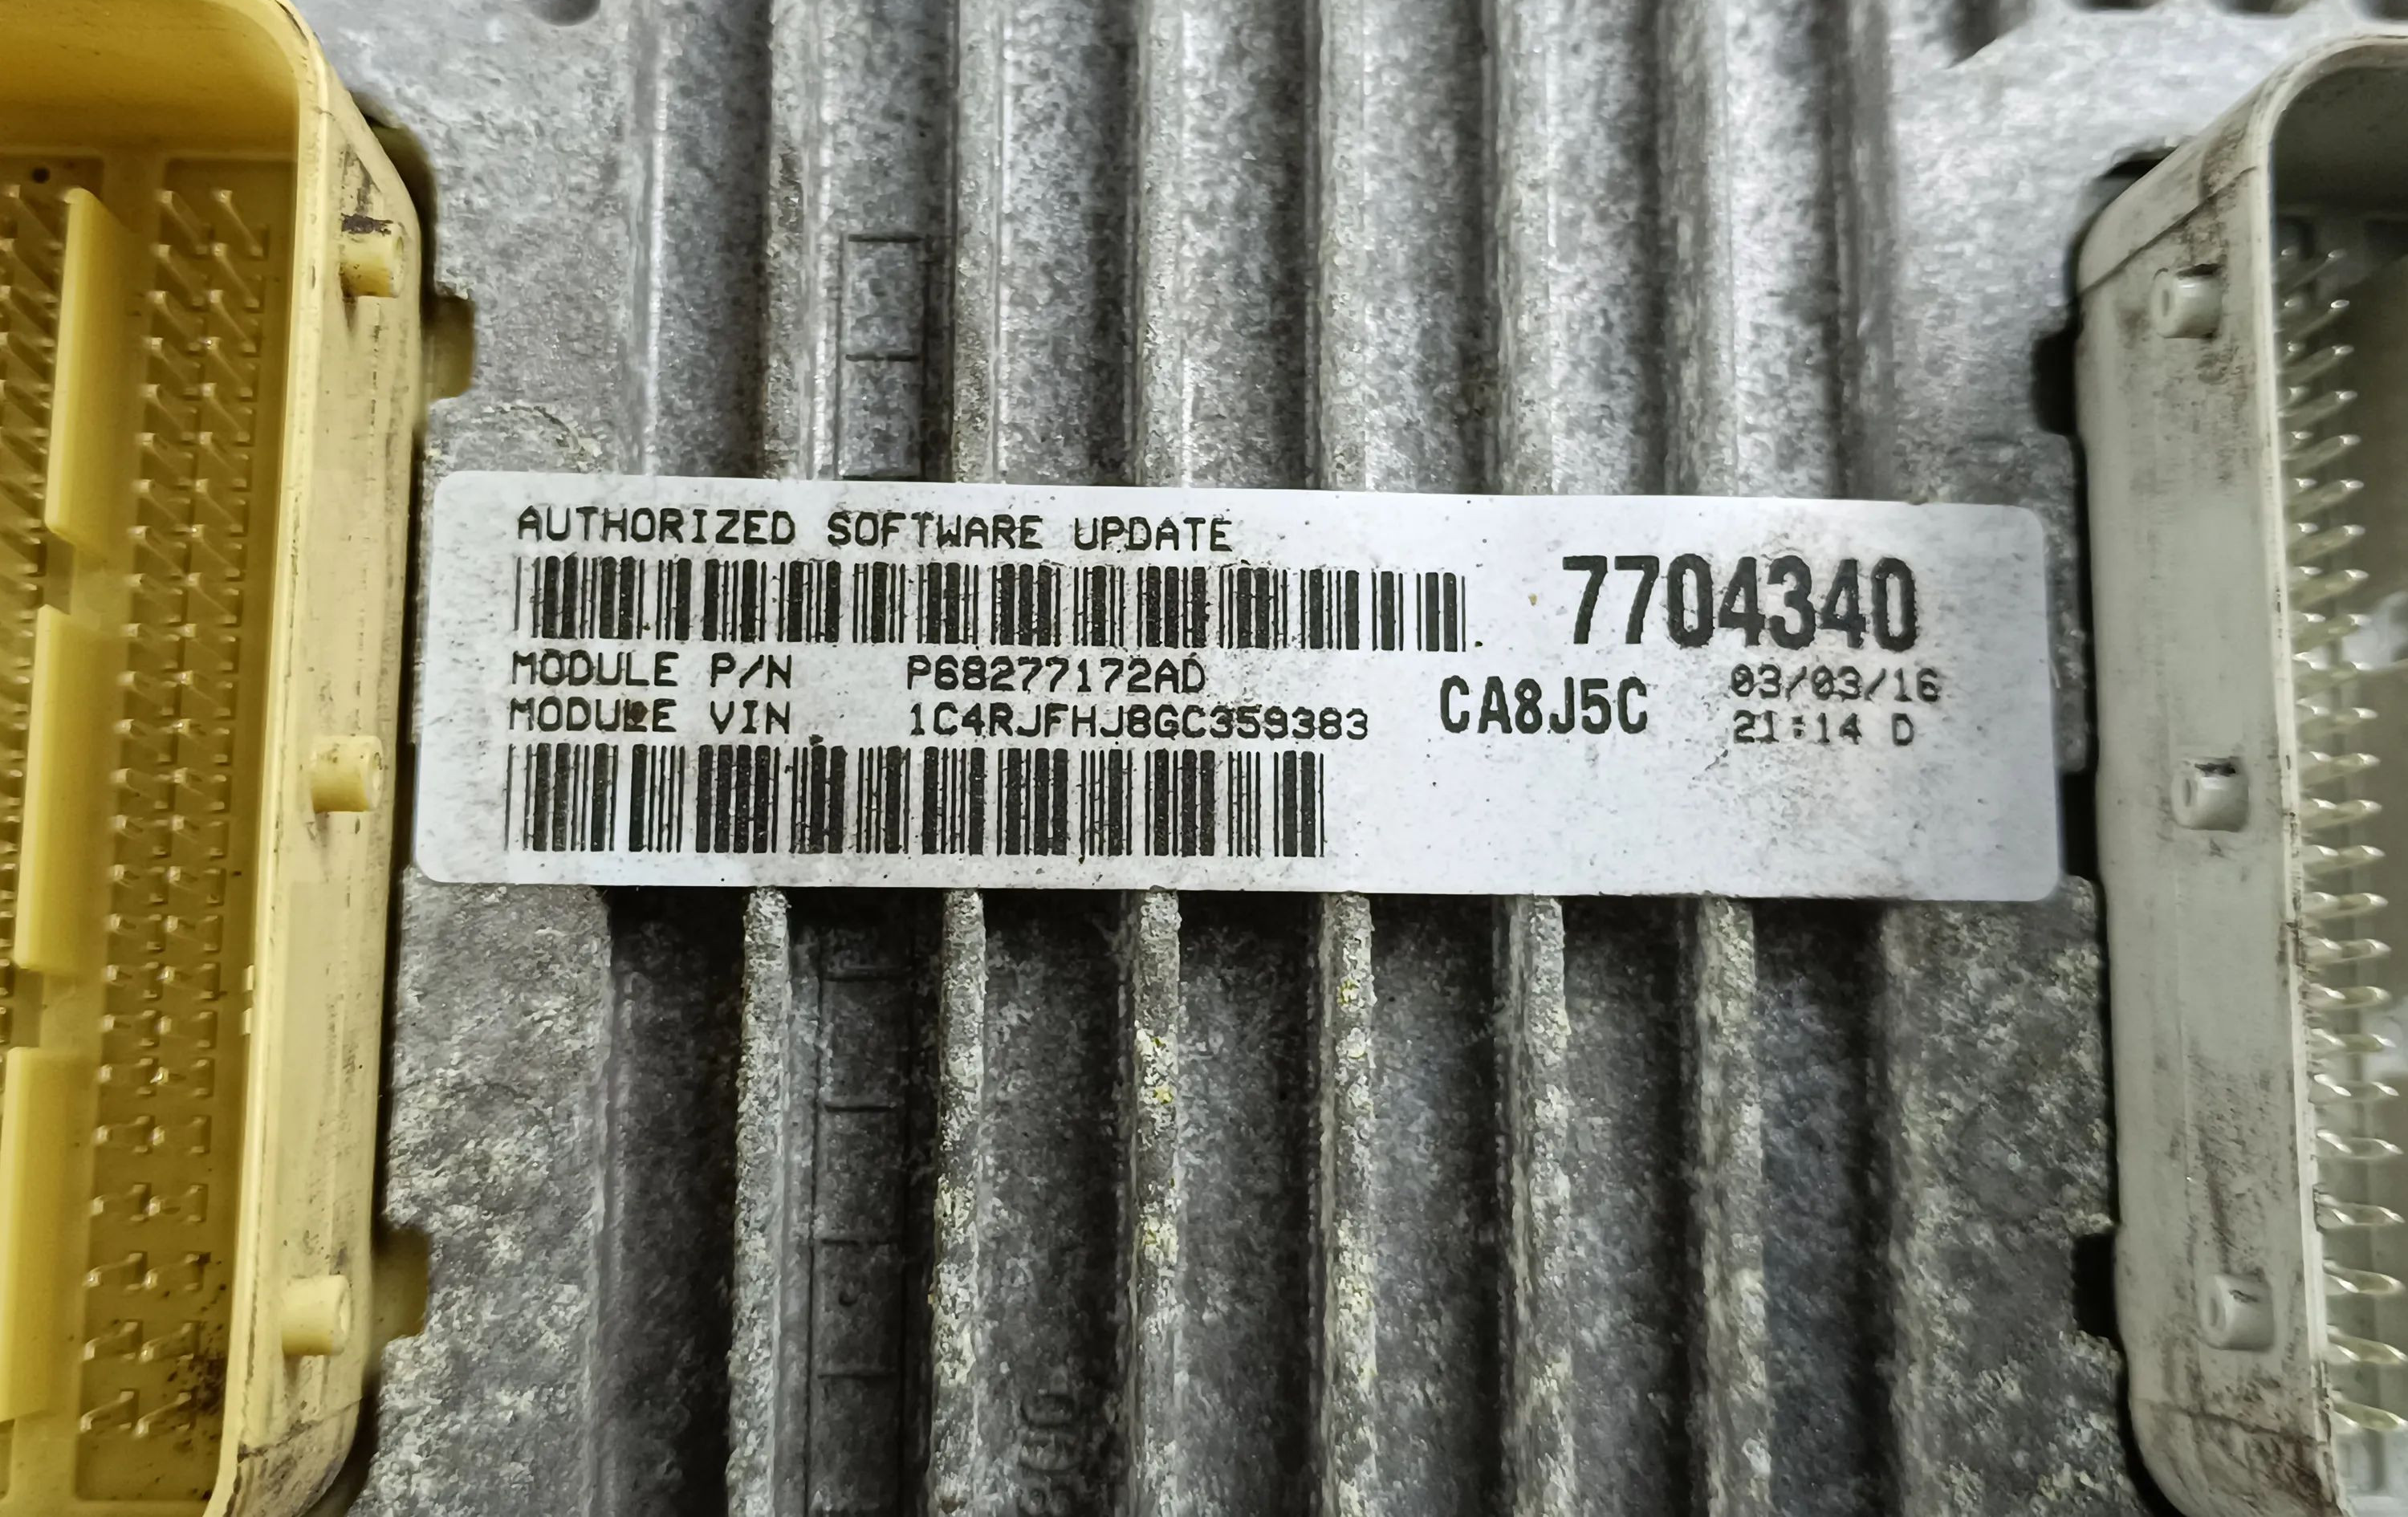 AUTHORIZED SOFTWARE UPDATE
7704340
MODULE P/N P68277172AD
MODULE VIN 1C4RJFHJ8GC359383
CA8J5C
03/03/16
21:14 D